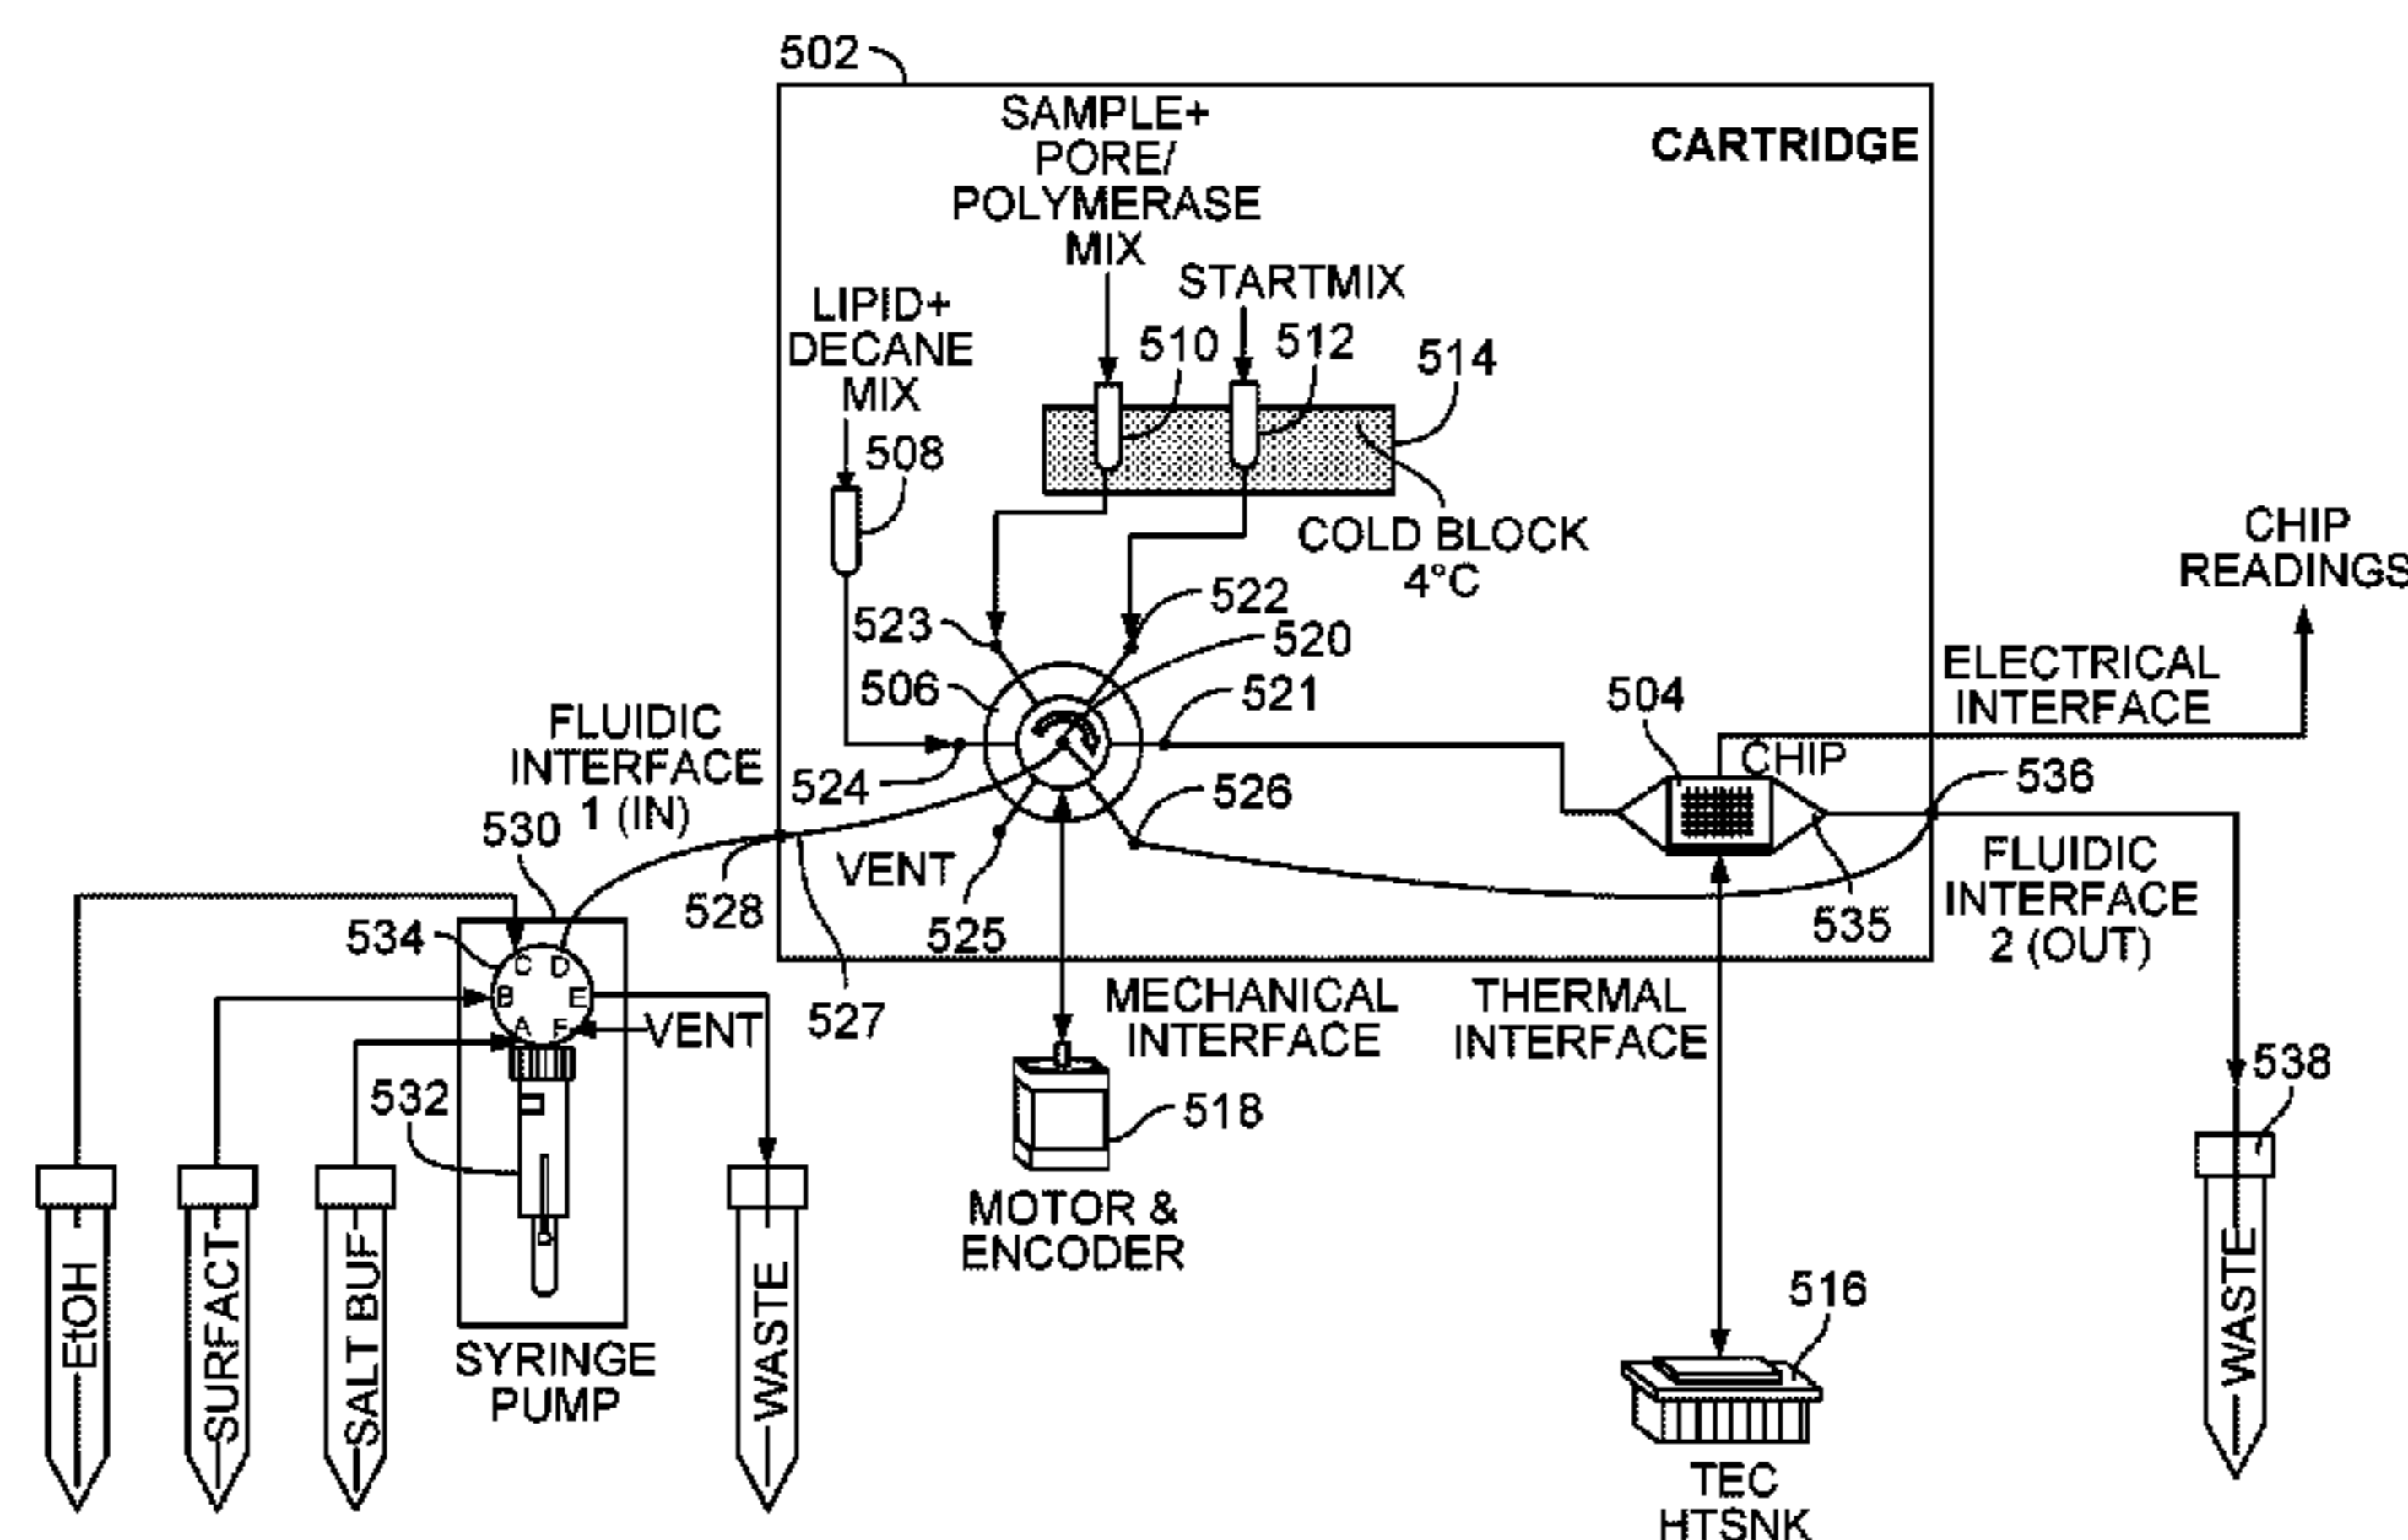 502
CARTRIDGE
SAMPLE+
PORE/
POLYMERASE
MIX
STARTMIX
LIPID+
DECANE
MIX
510
512
514
508
COLD BLOCK
4°C
CHIP
READINGS
523
522
520
506
521
504
ELECTRICAL
INTERFACE
FLUIDIC
INTERFACE
1 (IN)
524
526
CHIP
536
530
VENT
528
525
535
FLUIDIC
INTERFACE
2 (OUT)
534
C
D
B
E
A
F
VENT
527
MECHANICAL
INTERFACE
THERMAL
INTERFACE
532
518
538
MOTOR &
ENCODER
516
EtOH
SURFACT
SALT BUF
SYRINGE
PUMP
WASTE
WASTE
TEC
HTSNK